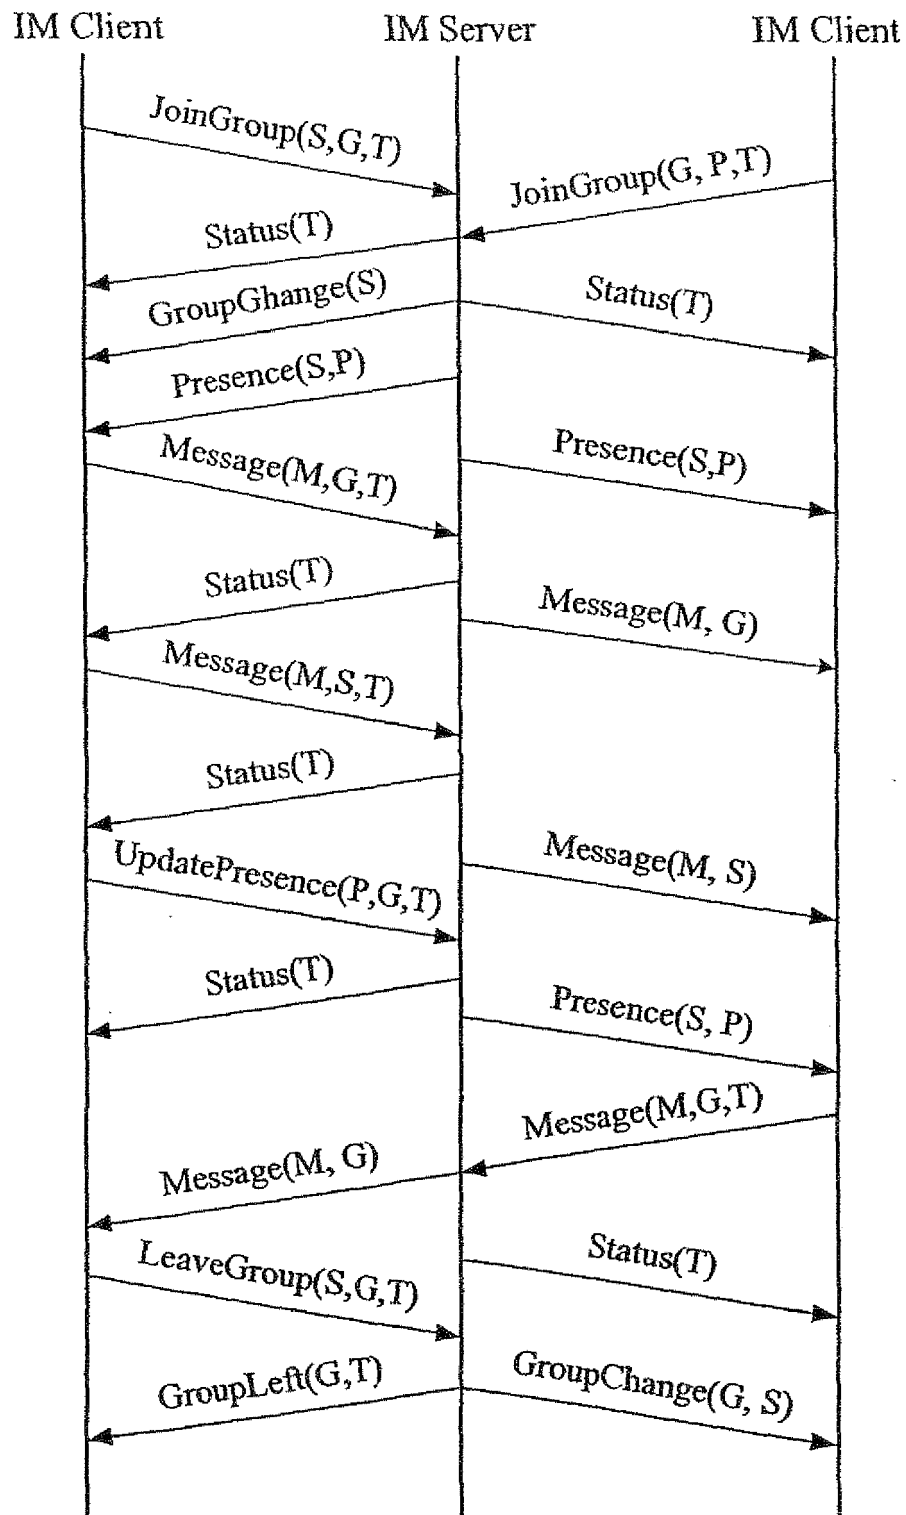 IM Client IM Server IM Client
JoinGroup(S,G,T)
JoinGroup(G, P,T)
Status(T)
GroupGhange(S)
Status(T)
Presence(S,P)
Message(M,G,T)
Presence(S,P)
Status(T)
Message(M, G)
Message(M,S,T)
Status(T)
Message(M, S)
UpdatePresence(P,G,T)
Status(T)
Presence(S, P)
Message(M,G,T)
Message(M, G)
Status(T)
LeaveGroup(S,G,T)
GroupLeft(G,T)
GroupChange(G, S)